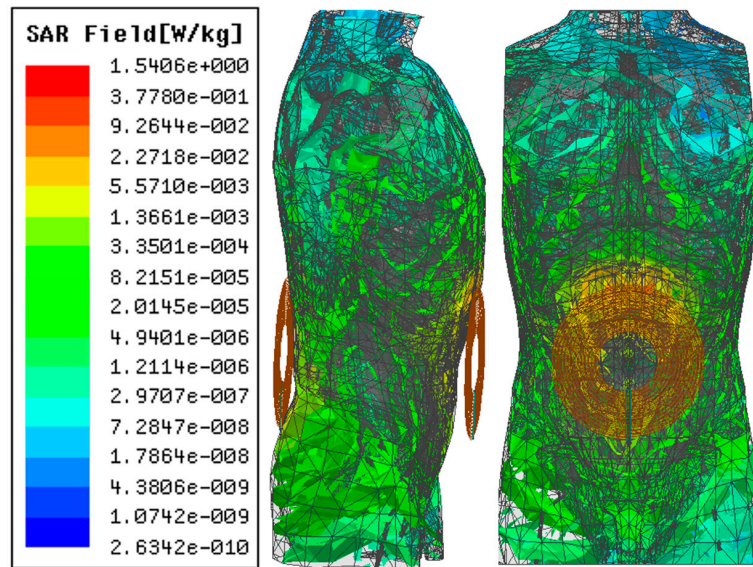 SAR Field[W/kg]
1.5406e+000
3.7780e-001
9.2644e-002
2.2718e-002
5.5710e-003
1.3661e-003
3.3501e-004
8.2151e-005
2.0145e-005
4.9401e-006
1.2114e-006
2.9707e-007
7.2847e-008
1.7864e-008
4.3806e-009
1.0742e-009
2.6342e-010